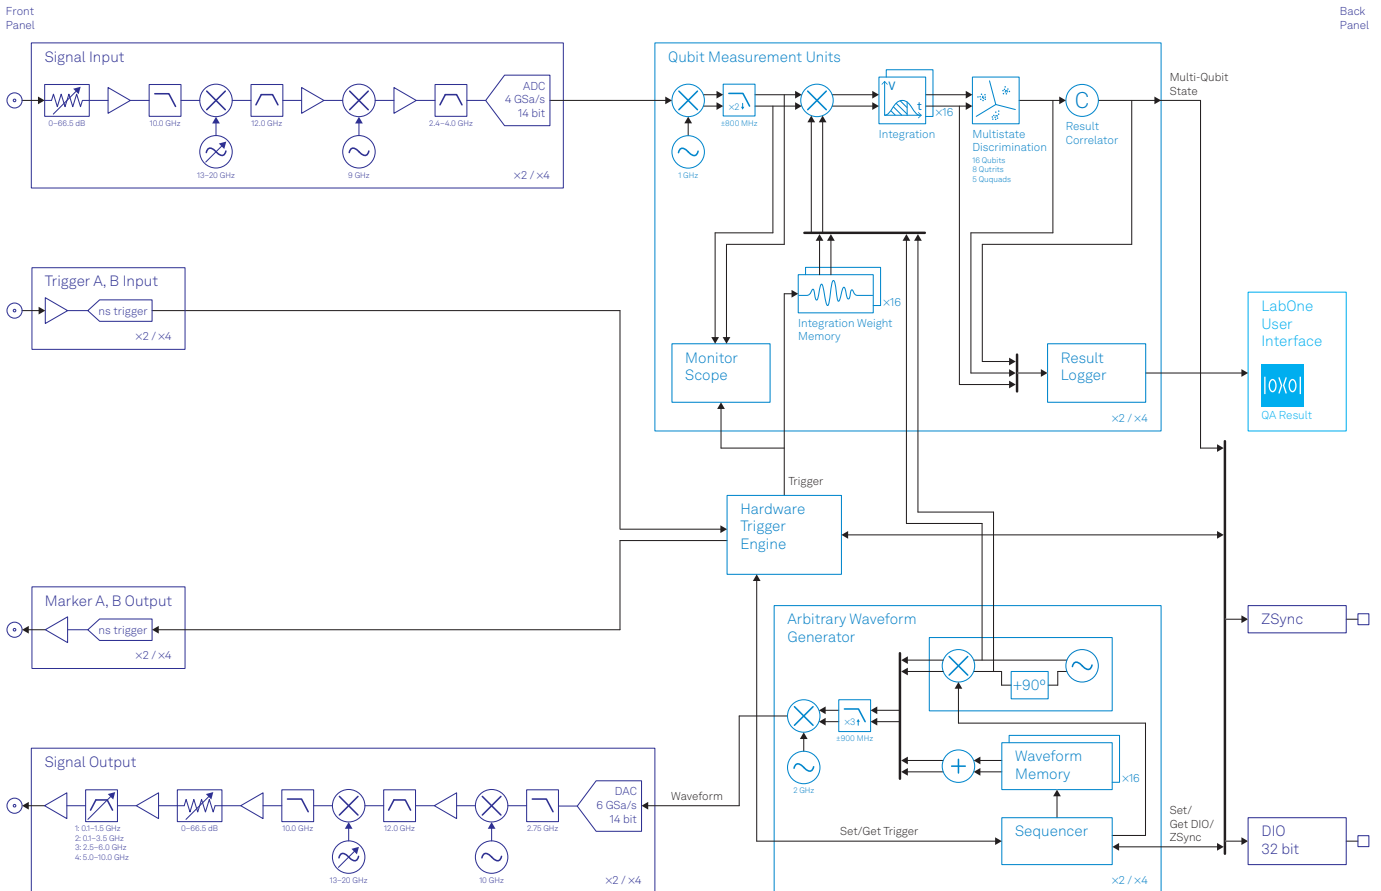 Front
Panel
Back
Panel
Signal Input
0–66.5 dB
10.0 GHz
13–20 GHz
12.0 GHz
9 GHz
2.4–4.0 GHz
ADC
4 GSa/s
14 bit
×2 / ×4
Qubit Measurement Units
1 GHz
×2↓
±800 MHz
V
t
×16
Integration
Multistate
Discrimination
16 Qubits
8 Qutrits
5 Ququads
C
Result
Correlator
Multi-Qubit
State
Trigger A, B Input
ns trigger
×2 / ×4
×16
Integration Weight
Memory
Monitor
Scope
Result
Logger
×2 / ×4
LabOne
User
Interface
|0⟩⟨0|
QA Result
Trigger
Hardware
Trigger
Engine
Marker A, B Output
ns trigger
×2 / ×4
Arbitrary Waveform
Generator
+90º
×3↑
±900 MHz
2 GHz
Waveform
Memory
×16
Sequencer
×2 / ×4
Set/Get Trigger
Set/
Get DIO/
ZSync
ZSync
DIO
32 bit
Signal Output
1: 0.1–1.5 GHz
2: 0.1–3.5 GHz
3: 2.5–6.0 GHz
4: 5.0–10.0 GHz
0–66.5 dB
10.0 GHz
13–20 GHz
12.0 GHz
10 GHz
2.75 GHz
DAC
6 GSa/s
14 bit
×2 / ×4
Waveform